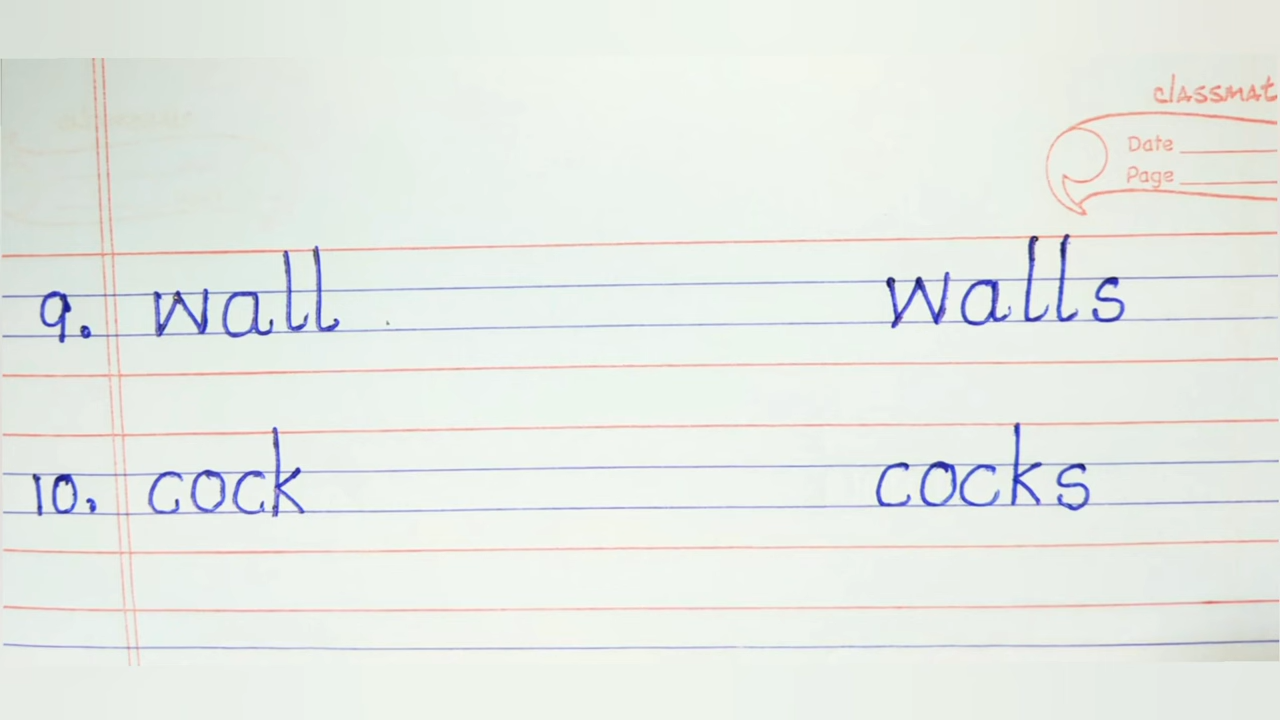 classmat
Date
Page
9. wall walls
10. cock cocks